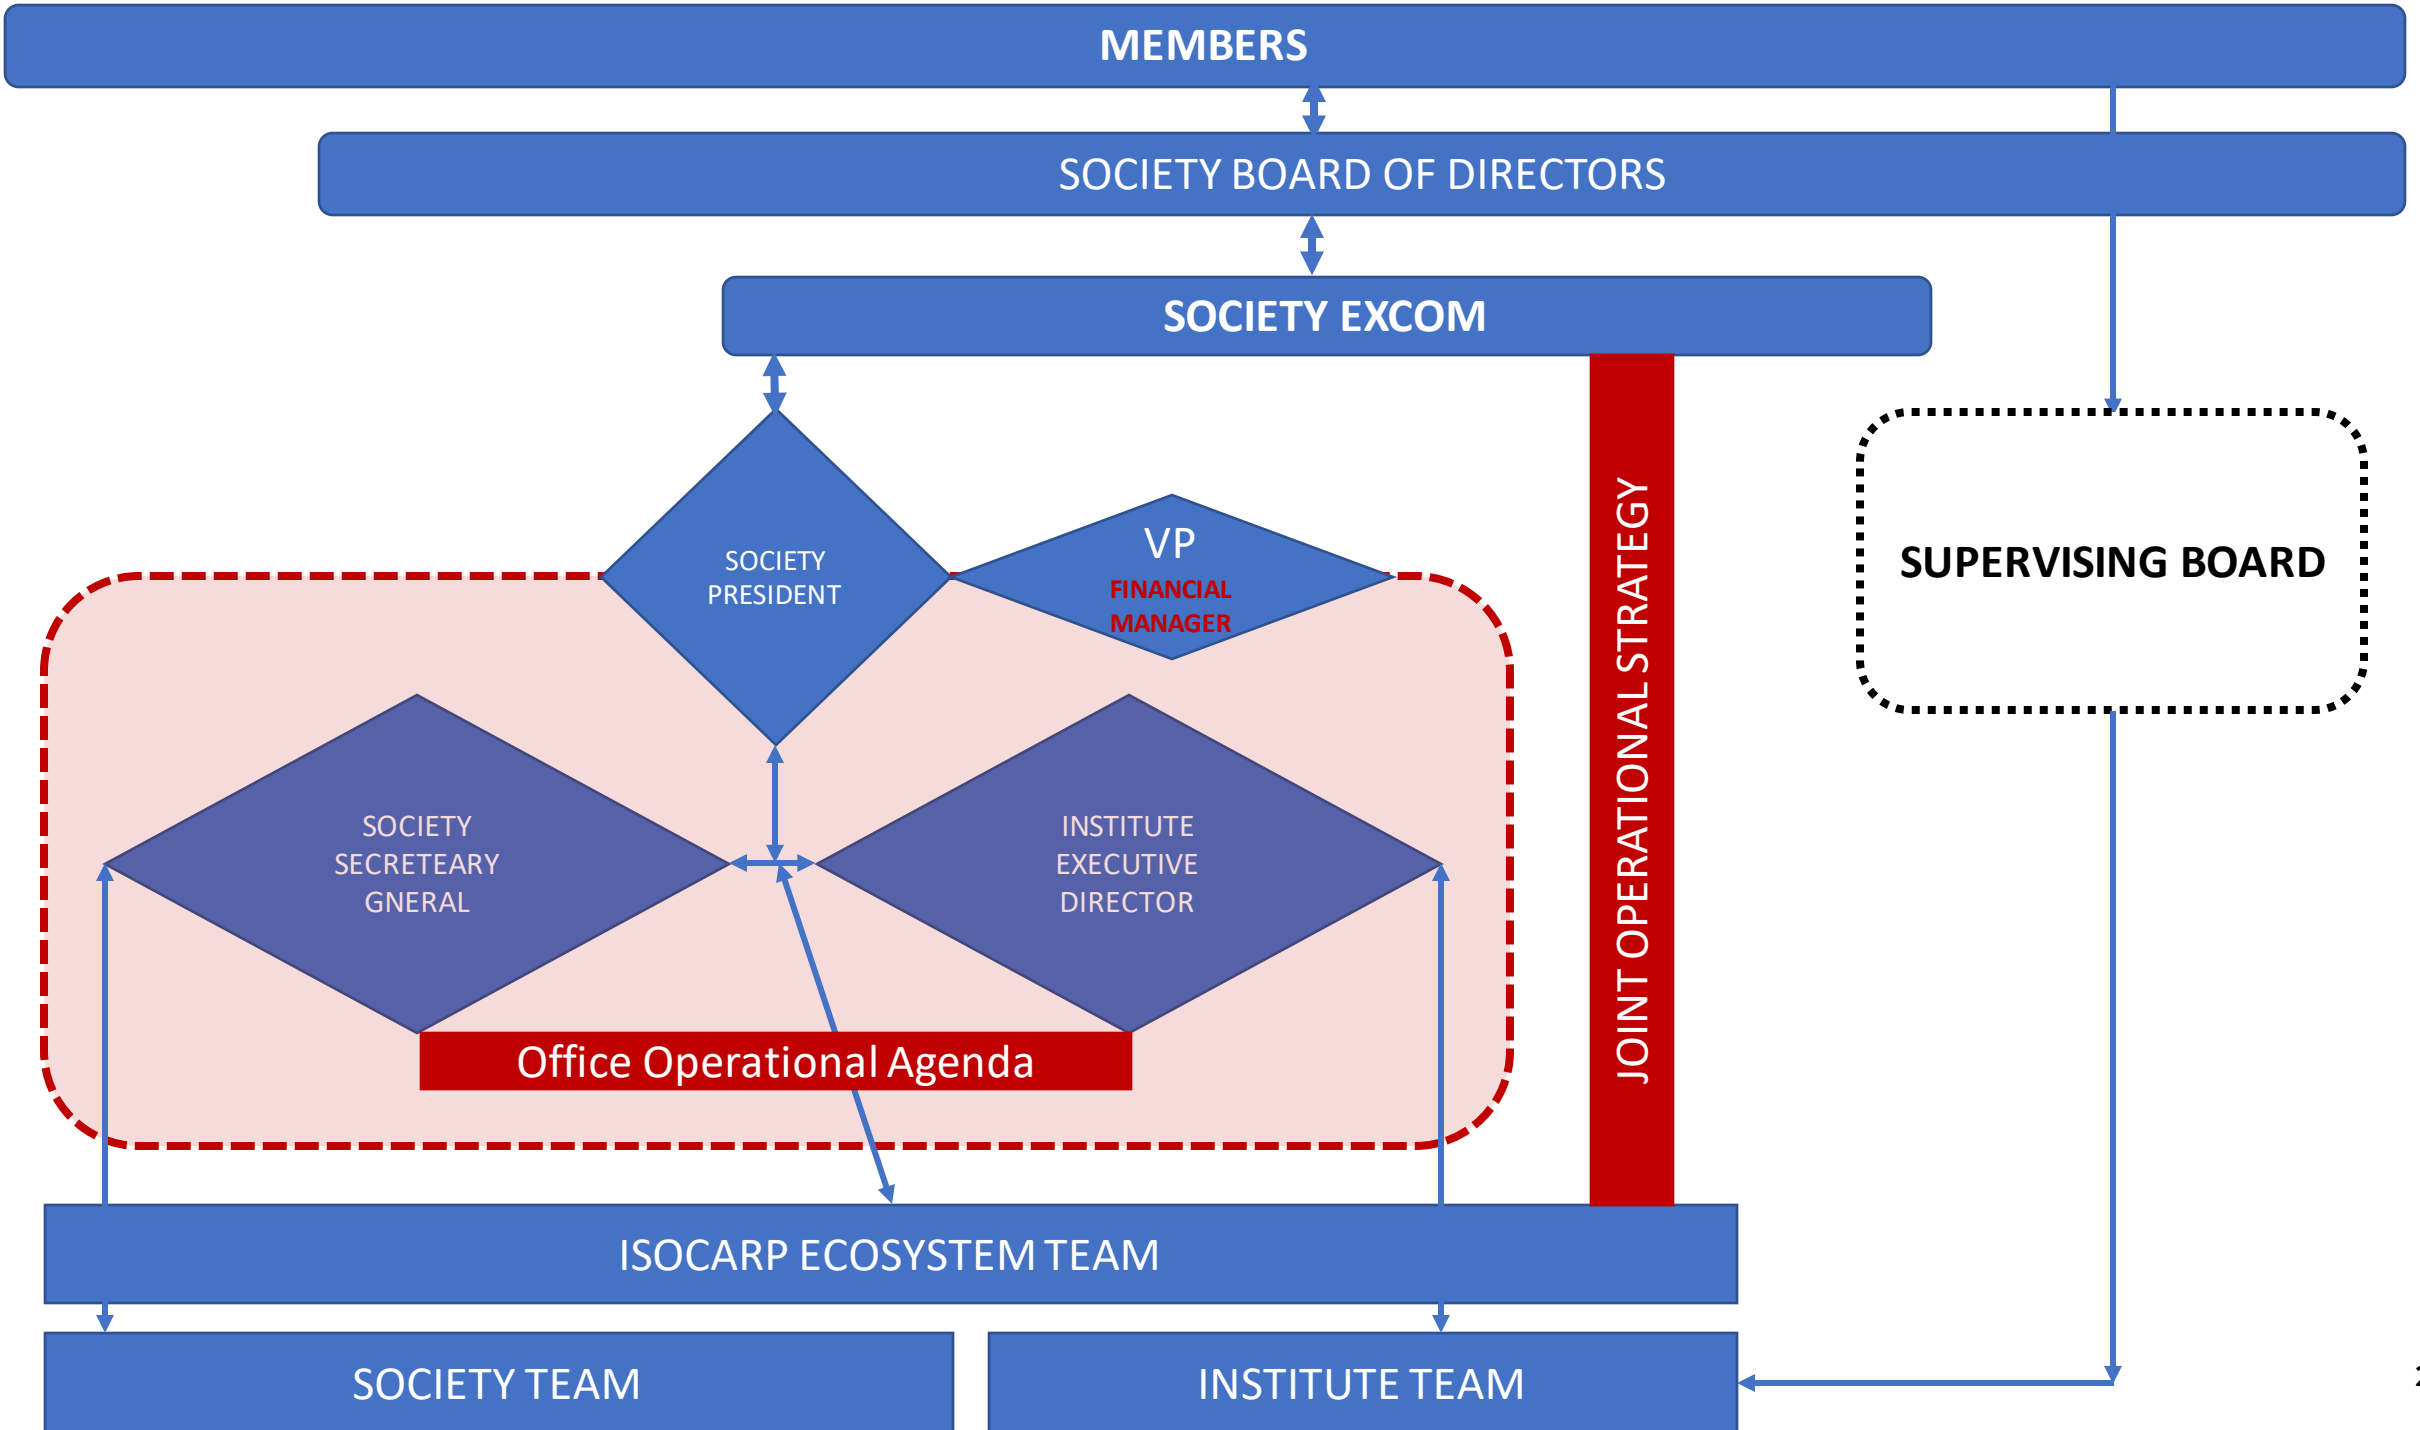 MEMBERS
SOCIETY BOARD OF DIRECTORS
SOCIETY EXCOM
SOCIETY
PRESIDENT
VP
FINANCIAL
MANAGER
JOINT OPERATIONAL STRATEGY
SUPERVISING BOARD
SOCIETY
SECRETEARY
GNERAL
INSTITUTE
EXECUTIVE
DIRECTOR
Office Operational Agenda
ISOCARP ECOSYSTEM TEAM
SOCIETY TEAM
INSTITUTE TEAM